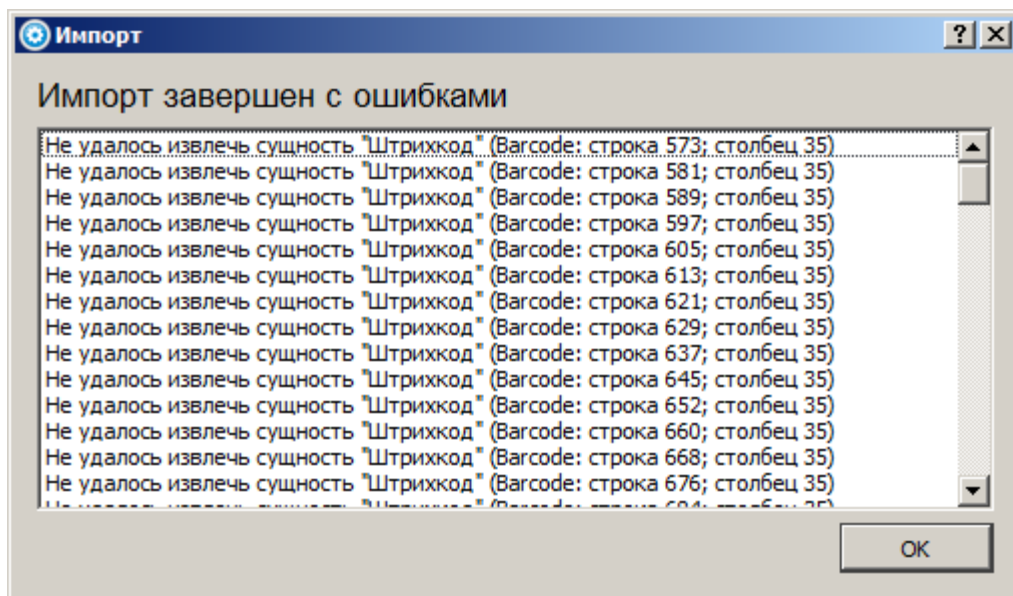 Импорт
Импорт завершен с ошибками
Не удалось извлечь сущность "Штрихкод" (Barcode: строка 573; столбец 35)
Не удалось извлечь сущность "Штрихкод" (Barcode: строка 581; столбец 35)
Не удалось извлечь сущность "Штрихкод" (Barcode: строка 589; столбец 35)
Не удалось извлечь сущность "Штрихкод" (Barcode: строка 597; столбец 35)
Не удалось извлечь сущность "Штрихкод" (Barcode: строка 605; столбец 35)
Не удалось извлечь сущность "Штрихкод" (Barcode: строка 613; столбец 35)
Не удалось извлечь сущность "Штрихкод" (Barcode: строка 621; столбец 35)
Не удалось извлечь сущность "Штрихкод" (Barcode: строка 629; столбец 35)
Не удалось извлечь сущность "Штрихкод" (Barcode: строка 637; столбец 35)
Не удалось извлечь сущность "Штрихкод" (Barcode: строка 645; столбец 35)
Не удалось извлечь сущность "Штрихкод" (Barcode: строка 652; столбец 35)
Не удалось извлечь сущность "Штрихкод" (Barcode: строка 660; столбец 35)
Не удалось извлечь сущность "Штрихкод" (Barcode: строка 668; столбец 35)
Не удалось извлечь сущность "Штрихкод" (Barcode: строка 676; столбец 35)
OK